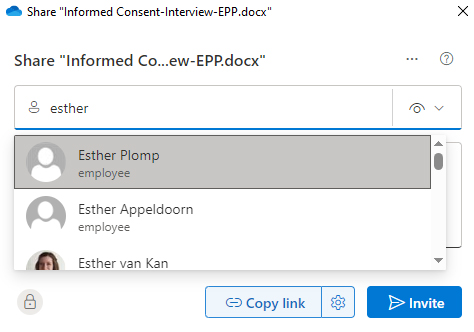 Share "Informed Consent-Interview-EPP.docx"
Share "Informed Co...ew-EPP.docx"
esther
Esther Plomp
employee
Esther Appeldoorn
employee
Esther van Kan
Copy link
Invite